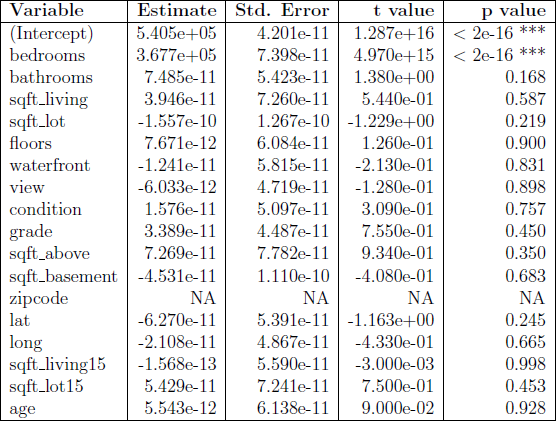 Variable Estimate Std. Error t value p value
(Intercept) 5.405e+05 4.201e-11 1.287e+16 < 2e-16 ***
bedrooms 3.677e+05 7.398e-11 4.970e+15 < 2e-16 ***
bathrooms 7.485e-11 5.423e-11 1.380e+00 0.168
sqft_living 3.946e-11 7.260e-11 5.440e-01 0.587
sqft_lot -1.557e-10 1.267e-10 -1.229e+00 0.219
floors 7.671e-12 6.084e-11 1.260e-01 0.900
waterfront -1.241e-11 5.815e-11 -2.130e-01 0.831
view -6.033e-12 4.719e-11 -1.280e-01 0.898
condition 1.576e-11 5.097e-11 3.090e-01 0.757
grade 3.389e-11 4.487e-11 7.550e-01 0.450
sqft_above 7.269e-11 7.782e-11 9.340e-01 0.350
sqft_basement -4.531e-11 1.110e-10 -4.080e-01 0.683
zipcode NA NA NA NA
lat -6.270e-11 5.391e-11 -1.163e+00 0.245
long -2.108e-11 4.867e-11 -4.330e-01 0.665
sqft_living15 -1.568e-13 5.590e-11 -3.000e-03 0.998
sqft_lot15 5.429e-11 7.241e-11 7.500e-01 0.453
age 5.543e-12 6.138e-11 9.000e-02 0.928